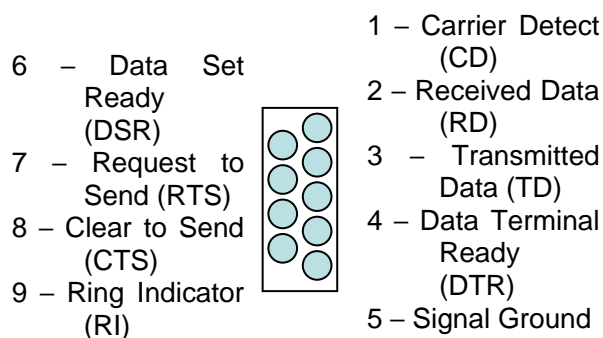 6 – Data Set
Ready
(DSR)
7 – Request to
Send (RTS)
8 – Clear to Send
(CTS)
9 – Ring Indicator
(RI)
1 – Carrier Detect
(CD)
2 – Received Data
(RD)
3 – Transmitted
Data (TD)
4 – Data Terminal
Ready
(DTR)
5 – Signal Ground